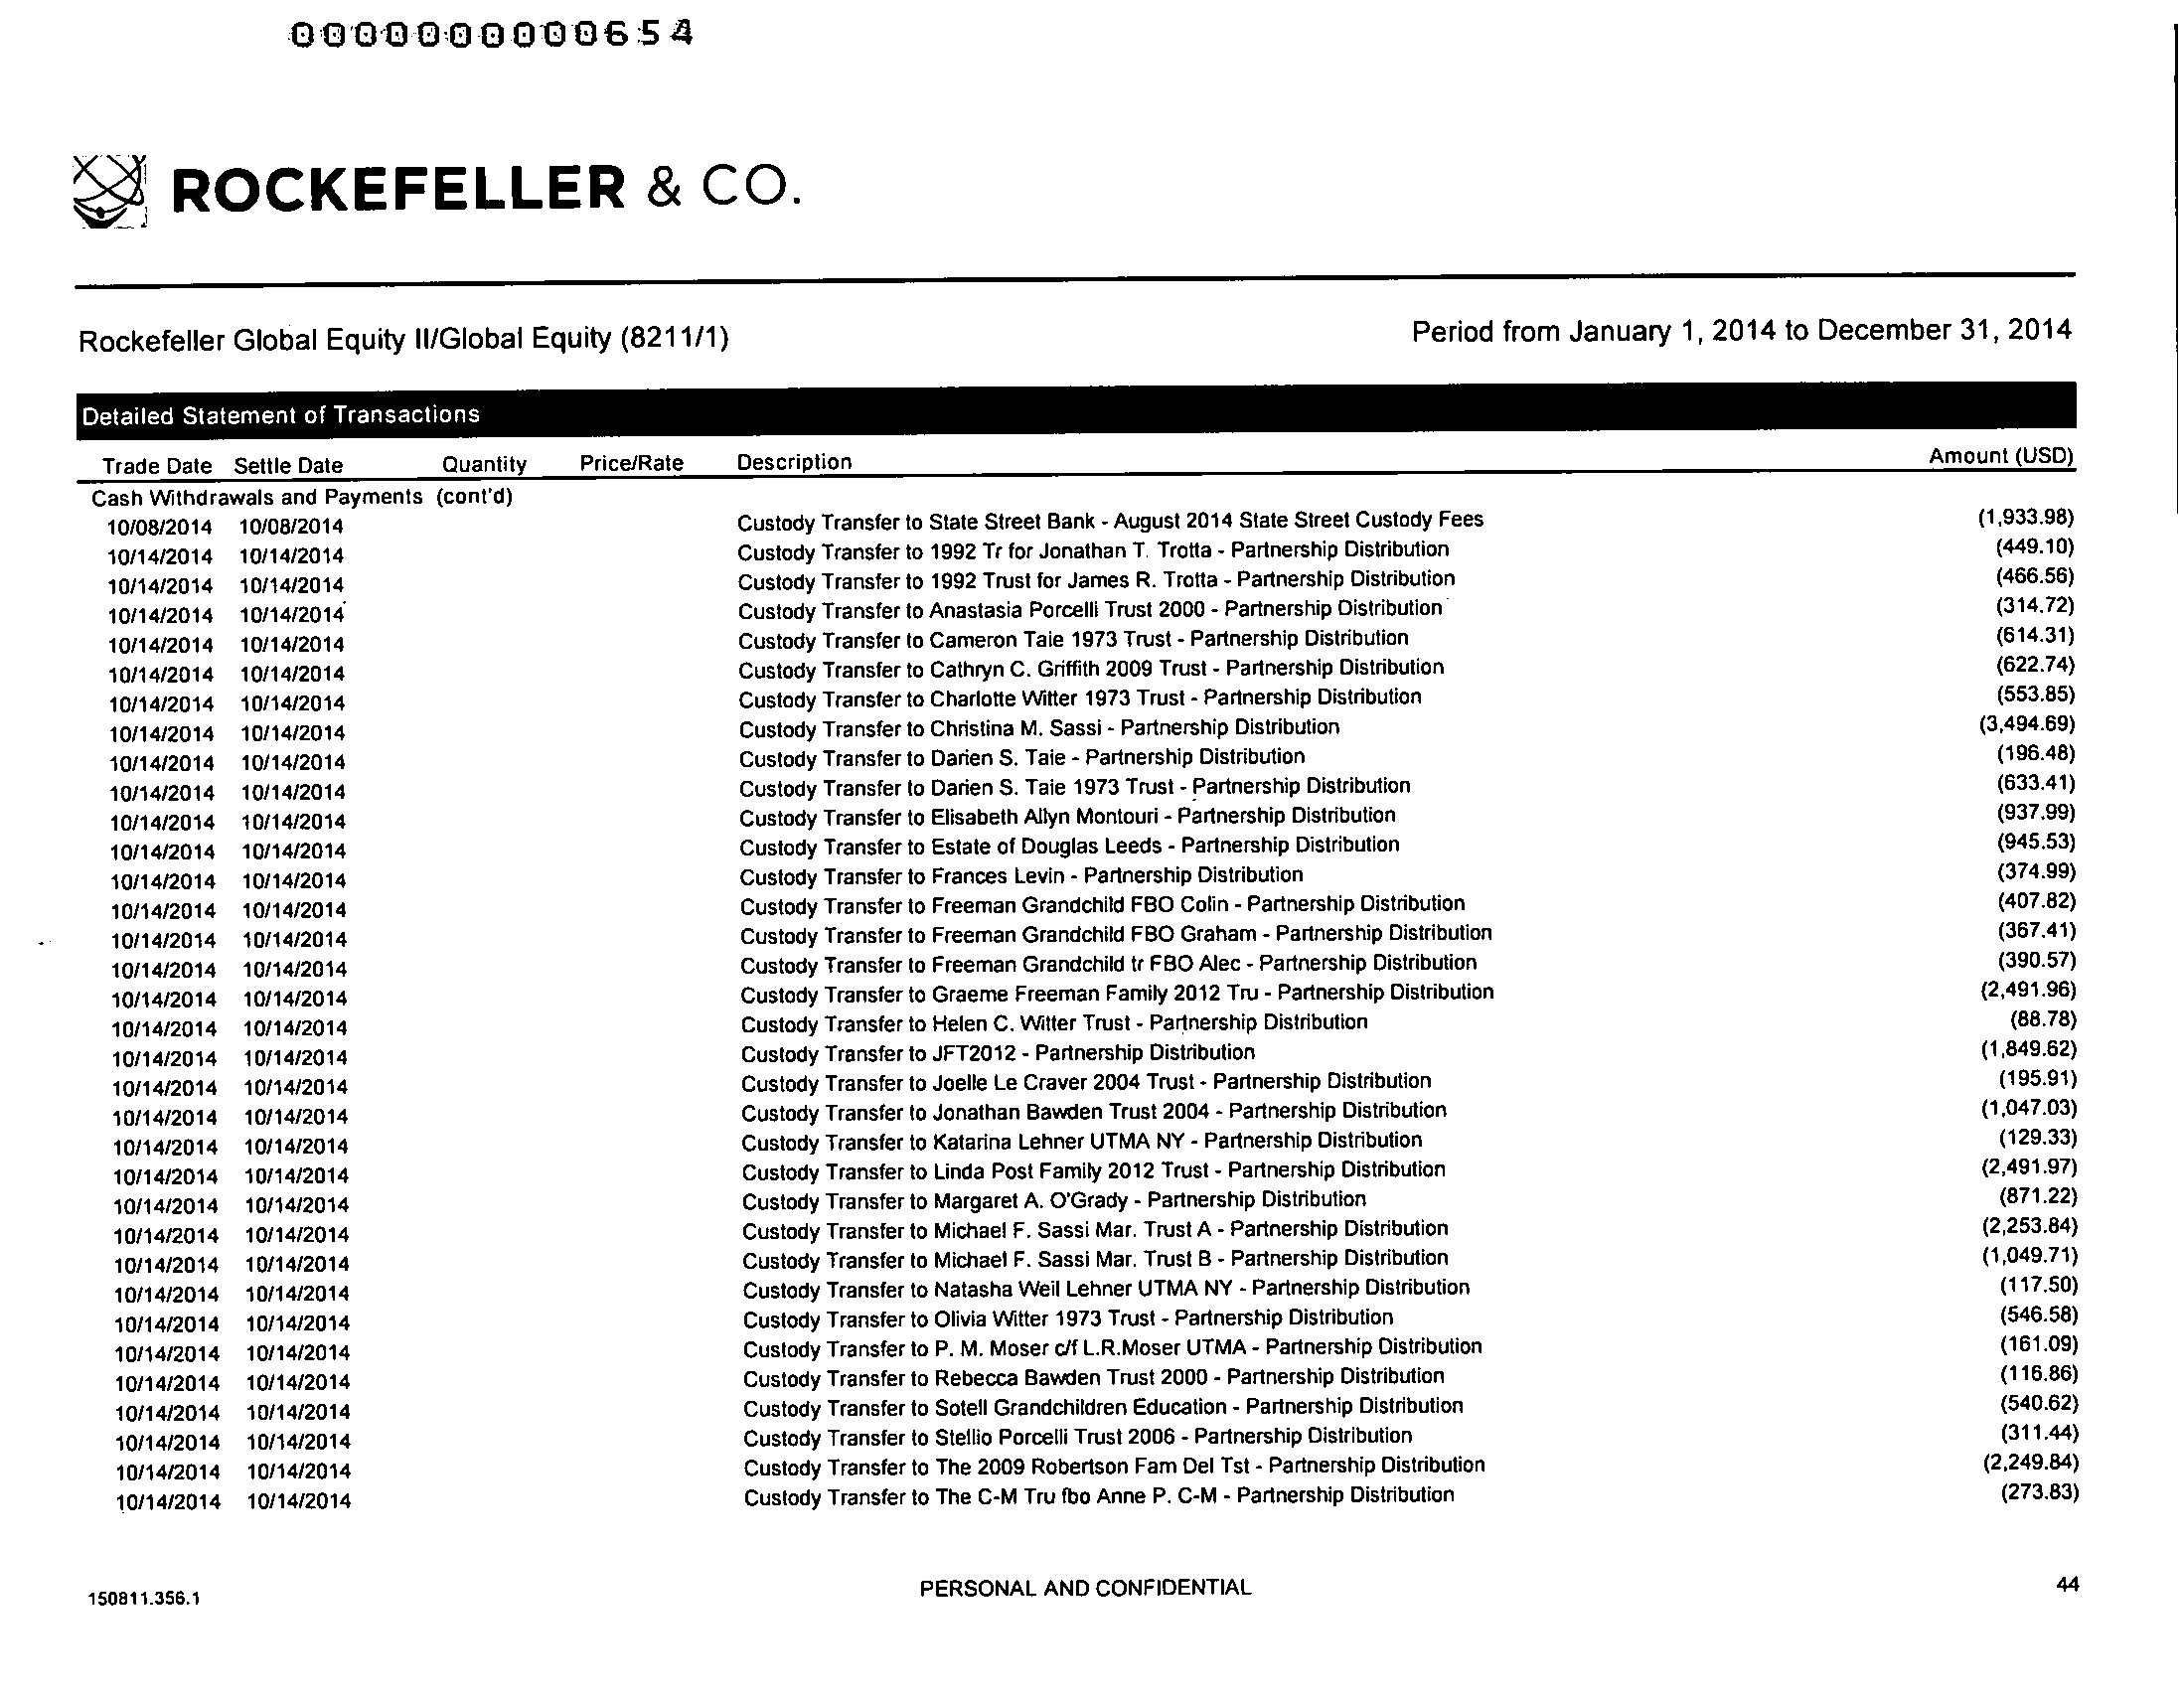 000000000654
ROCKEFELLER & CO.
Rockefeller Global Equity II/Global Equity (8211/1) Period from January 1, 2014 to December 31, 2014
Detailed Statement of Transactions
Trade Date Settle Date Quantity Price/Rate Description Amount (USD)
Cash Withdrawals and Payments (cont'd)
10/08/2014 10/08/2014 Custody Transfer to State Street Bank - August 2014 State Street Custody Fees (1,933.98)
10/14/2014 10/14/2014 Custody Transfer to 1992 Tr for Jonathan T. Trotta - Partnership Distribution (449.10)
10/14/2014 10/14/2014 Custody Transfer to 1992 Trust for James R. Trotta - Partnership Distribution (466.56)
10/14/2014 10/14/2014 Custody Transfer to Anastasia Porcelli Trust 2000 - Partnership Distribution (314.72)
10/14/2014 10/14/2014 Custody Transfer to Cameron Taie 1973 Trust - Partnership Distribution (614.31)
10/14/2014 10/14/2014 Custody Transfer to Cathryn C. Griffith 2009 Trust - Partnership Distribution (622.74)
10/14/2014 10/14/2014 Custody Transfer to Charlotte Witter 1973 Trust - Partnership Distribution (553.85)
10/14/2014 10/14/2014 Custody Transfer to Christina M. Sassi - Partnership Distribution (3,494.69)
10/14/2014 10/14/2014 Custody Transfer to Darien S. Taie - Partnership Distribution (196.48)
10/14/2014 10/14/2014 Custody Transfer to Darien S. Taie 1973 Trust - Partnership Distribution (633.41)
10/14/2014 10/14/2014 Custody Transfer to Elisabeth Allyn Montouri - Partnership Distribution (937.99)
10/14/2014 10/14/2014 Custody Transfer to Estate of Douglas Leeds - Partnership Distribution (945.53)
10/14/2014 10/14/2014 Custody Transfer to Frances Levin - Partnership Distribution (374.99)
10/14/2014 10/14/2014 Custody Transfer to Freeman Grandchild FBO Colin - Partnership Distribution (407.82)
10/14/2014 10/14/2014 Custody Transfer to Freeman Grandchild FBO Graham - Partnership Distribution (367.41)
10/14/2014 10/14/2014 Custody Transfer to Freeman Grandchild tr FBO Alec - Partnership Distribution (390.57)
10/14/2014 10/14/2014 Custody Transfer to Graeme Freeman Family 2012 Tru - Partnership Distribution (2,491.96)
10/14/2014 10/14/2014 Custody Transfer to Helen C. Witter Trust - Partnership Distribution (88.78)
10/14/2014 10/14/2014 Custody Transfer to JFT2012 - Partnership Distribution (1,849.62)
10/14/2014 10/14/2014 Custody Transfer to Joelle Le Craver 2004 Trust - Partnership Distribution (195.91)
10/14/2014 10/14/2014 Custody Transfer to Jonathan Bawden Trust 2004 - Partnership Distribution (1,047.03)
10/14/2014 10/14/2014 Custody Transfer to Katarina Lehner UTMA NY - Partnership Distribution (129.33)
10/14/2014 10/14/2014 Custody Transfer to Linda Post Family 2012 Trust - Partnership Distribution (2,491.97)
10/14/2014 10/14/2014 Custody Transfer to Margaret A. O'Grady - Partnership Distribution (871.22)
10/14/2014 10/14/2014 Custody Transfer to Michael F. Sassi Mar. Trust A - Partnership Distribution (2,253.84)
10/14/2014 10/14/2014 Custody Transfer to Michael F. Sassi Mar. Trust B - Partnership Distribution (1,049.71)
10/14/2014 10/14/2014 Custody Transfer to Natasha Weil Lehner UTMA NY - Partnership Distribution (117.50)
10/14/2014 10/14/2014 Custody Transfer to Olivia Witter 1973 Trust - Partnership Distribution (546.58)
10/14/2014 10/14/2014 Custody Transfer to P. M. Moser c/f L.R.Moser UTMA - Partnership Distribution (161.09)
10/14/2014 10/14/2014 Custody Transfer to Rebecca Bawden Trust 2000 - Partnership Distribution (116.86)
10/14/2014 10/14/2014 Custody Transfer to Sotell Grandchildren Education - Partnership Distribution (540.62)
10/14/2014 10/14/2014 Custody Transfer to Stellio Porcelli Trust 2006 - Partnership Distribution (311.44)
10/14/2014 10/14/2014 Custody Transfer to The 2009 Robertson Fam Del Tst - Partnership Distribution (2,249.84)
10/14/2014 10/14/2014 Custody Transfer to The C-M Tru fbo Anne P. C-M - Partnership Distribution (273.83)
150811.356.1 PERSONAL AND CONFIDENTIAL 44